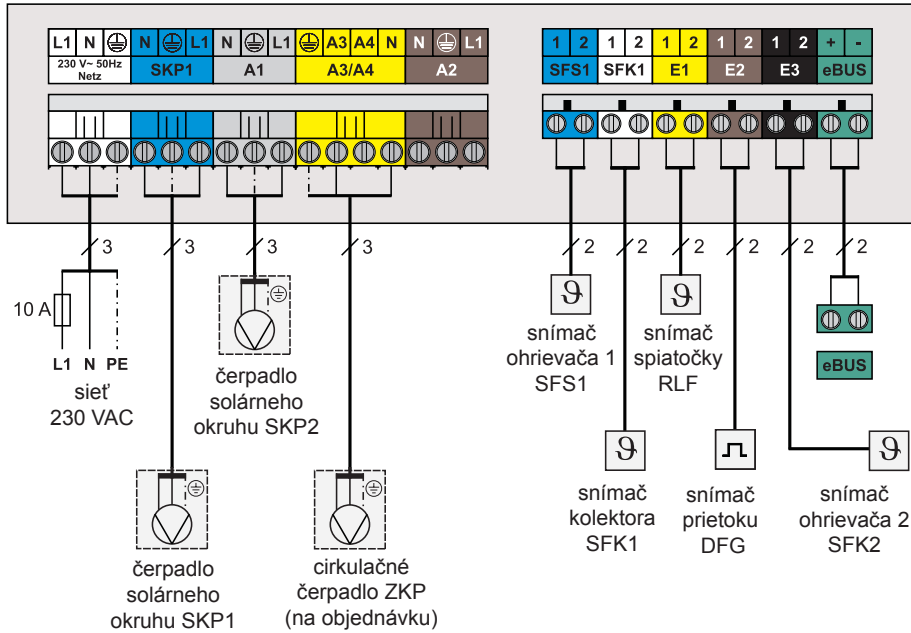 L1 N N L1 N L1 A3 A4 N N L1
230 V~ 50Hz
Netz
SKP1 A1 A3/A4 A2
1 2 1 2 1 2 1 2 1 2 + -
SFS1 SFK1 E1 E2 E3 eBUS
3 3 3 3 2 2 2 2 2 2
10 A
L1 N PE
sieť
230 VAC
čerpadlo
solárneho
okruhu SKP2
čerpadlo
solárneho
okruhu SKP1
cirkulačné
čerpadlo ZKP
(na objednávku)
ϑ
snímač
ohrievača 1
SFS1
ϑ
snímač
spiatočky
RLF
eBUS
ϑ
snímač
kolektora
SFK1
snímač
prietoku
DFG
ϑ
snímač
ohrievača 2
SFK2